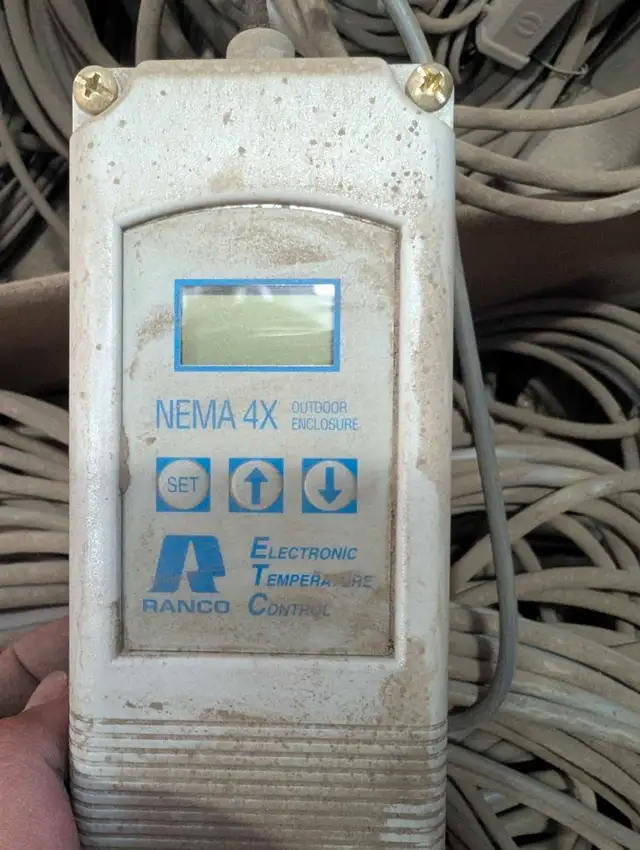 NEMA 4X OUTDOOR
ENCLOSURE
SET
RANCO
ELECTRONIC
TEMPERATURE
CONTROL